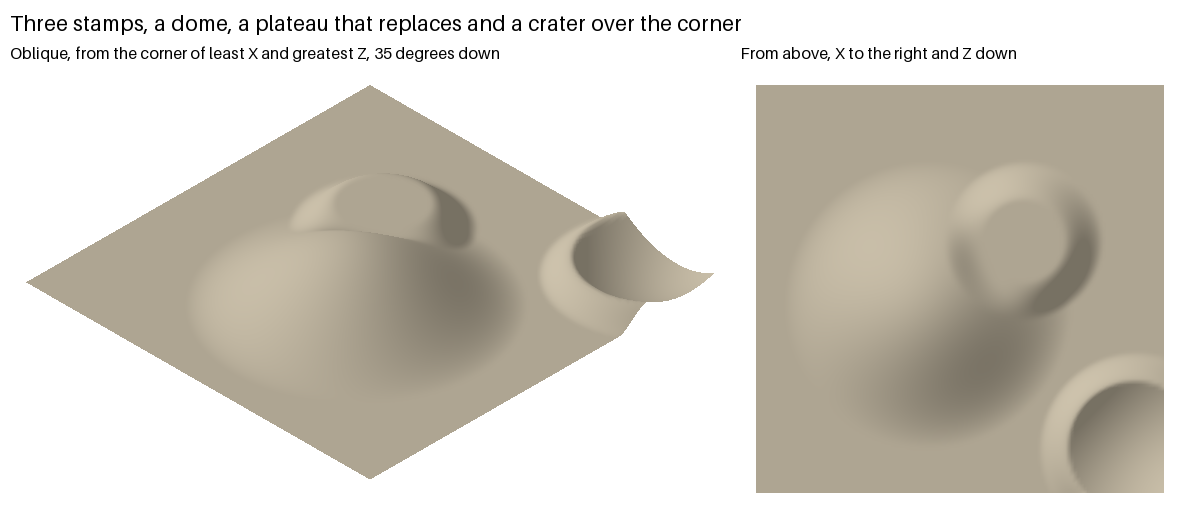 Three stamps, a dome, a plateau that replaces and a crater over the corner
Oblique, from the corner of least X and greatest Z, 35 degrees down
From above, X to the right and Z down